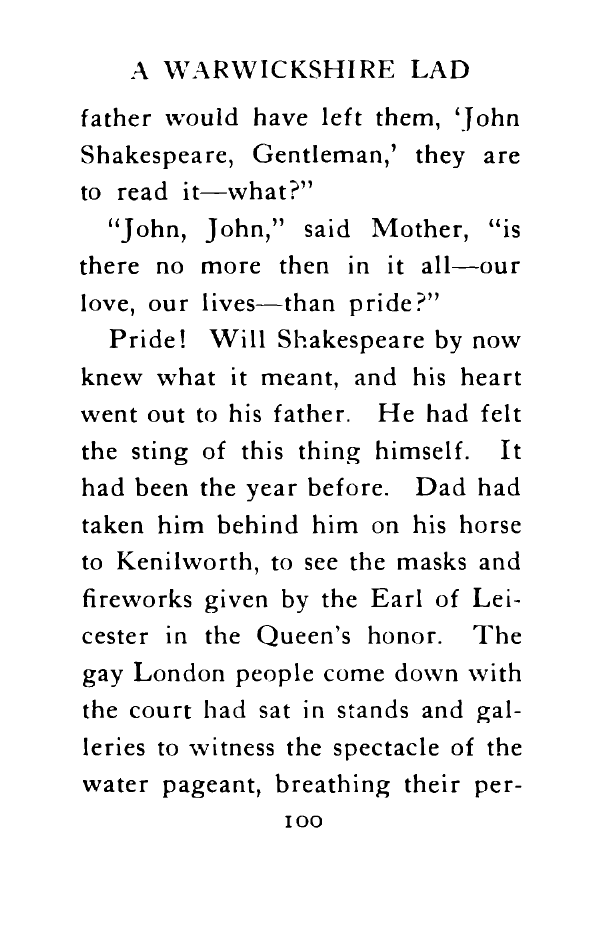 A WARWICKSHIRE LAD
father would have left them, ‘John
Shakespeare, Gentleman,’ they are
to read it—what?”
“John, John,” said Mother, “is
there no more then in it all—our
love, our lives—than pride?”
Pride! Will Shakespeare by now
knew what it meant, and his heart
went out to his father. He had felt
the sting of this thing himself. It
had been the year before. Dad had
taken him behind him on his horse
to Kenilworth, to see the masks and
fireworks given by the Earl of Lei-
cester in the Queen’s honor. The
gay London people come down with
the court had sat in stands and gal-
leries to witness the spectacle of the
water pageant, breathing their per-
100